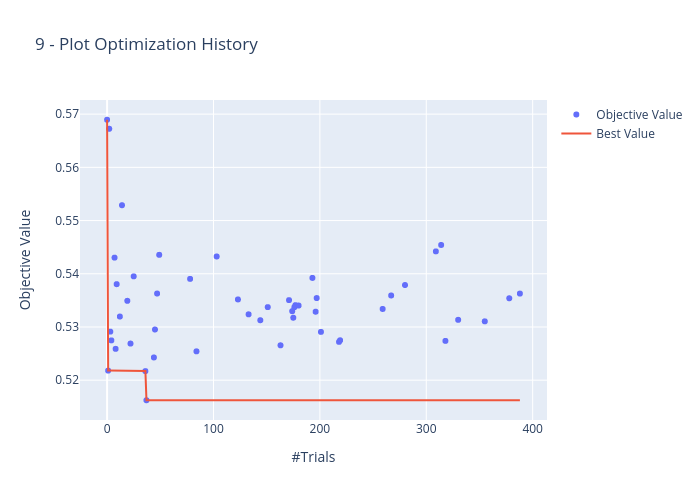 9 - Plot Optimization History
0.57
0.56
0.55
0.54
0.53
0.52
Objective Value
0
100
200
300
400
#Trials
Objective Value
Best Value